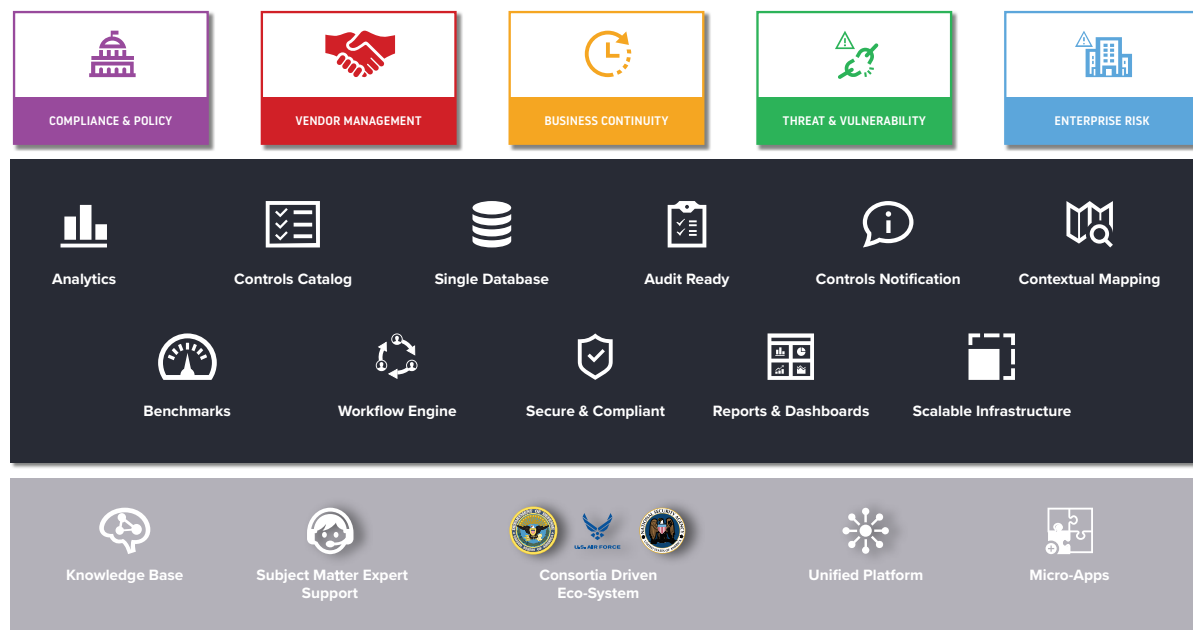 COMPLIANCE & POLICY
VENDOR MANAGEMENT
BUSINESS CONTINUITY
THREAT & VULNERABILITY
ENTERPRISE RISK
Analytics
Controls Catalog
Single Database
Audit Ready
Controls Notification
Contextual Mapping
Benchmarks
Workflow Engine
Secure & Compliant
Reports & Dashboards
Scalable Infrastructure
U.S. AIR FORCE
Knowledge Base
Subject Matter Expert
Support
Consortia Driven
Eco-System
Unified Platform
Micro-Apps